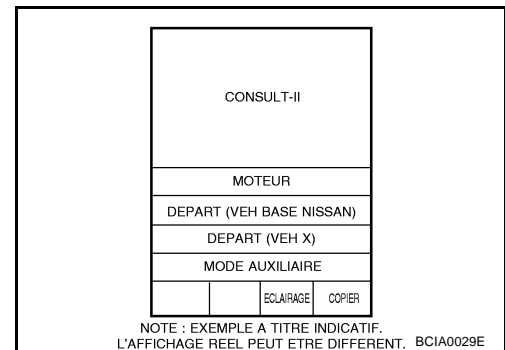 CONSULT-II
MOTEUR
DEPART (VEH BASE NISSAN)
DEPART (VEH X)
MODE AUXILIAIRE
ECLAIRAGE COPIER
NOTE : EXEMPLE A TITRE INDICATIF.
L'AFFICHAGE REEL PEUT ETRE DIFFERENT. BCIA0029E